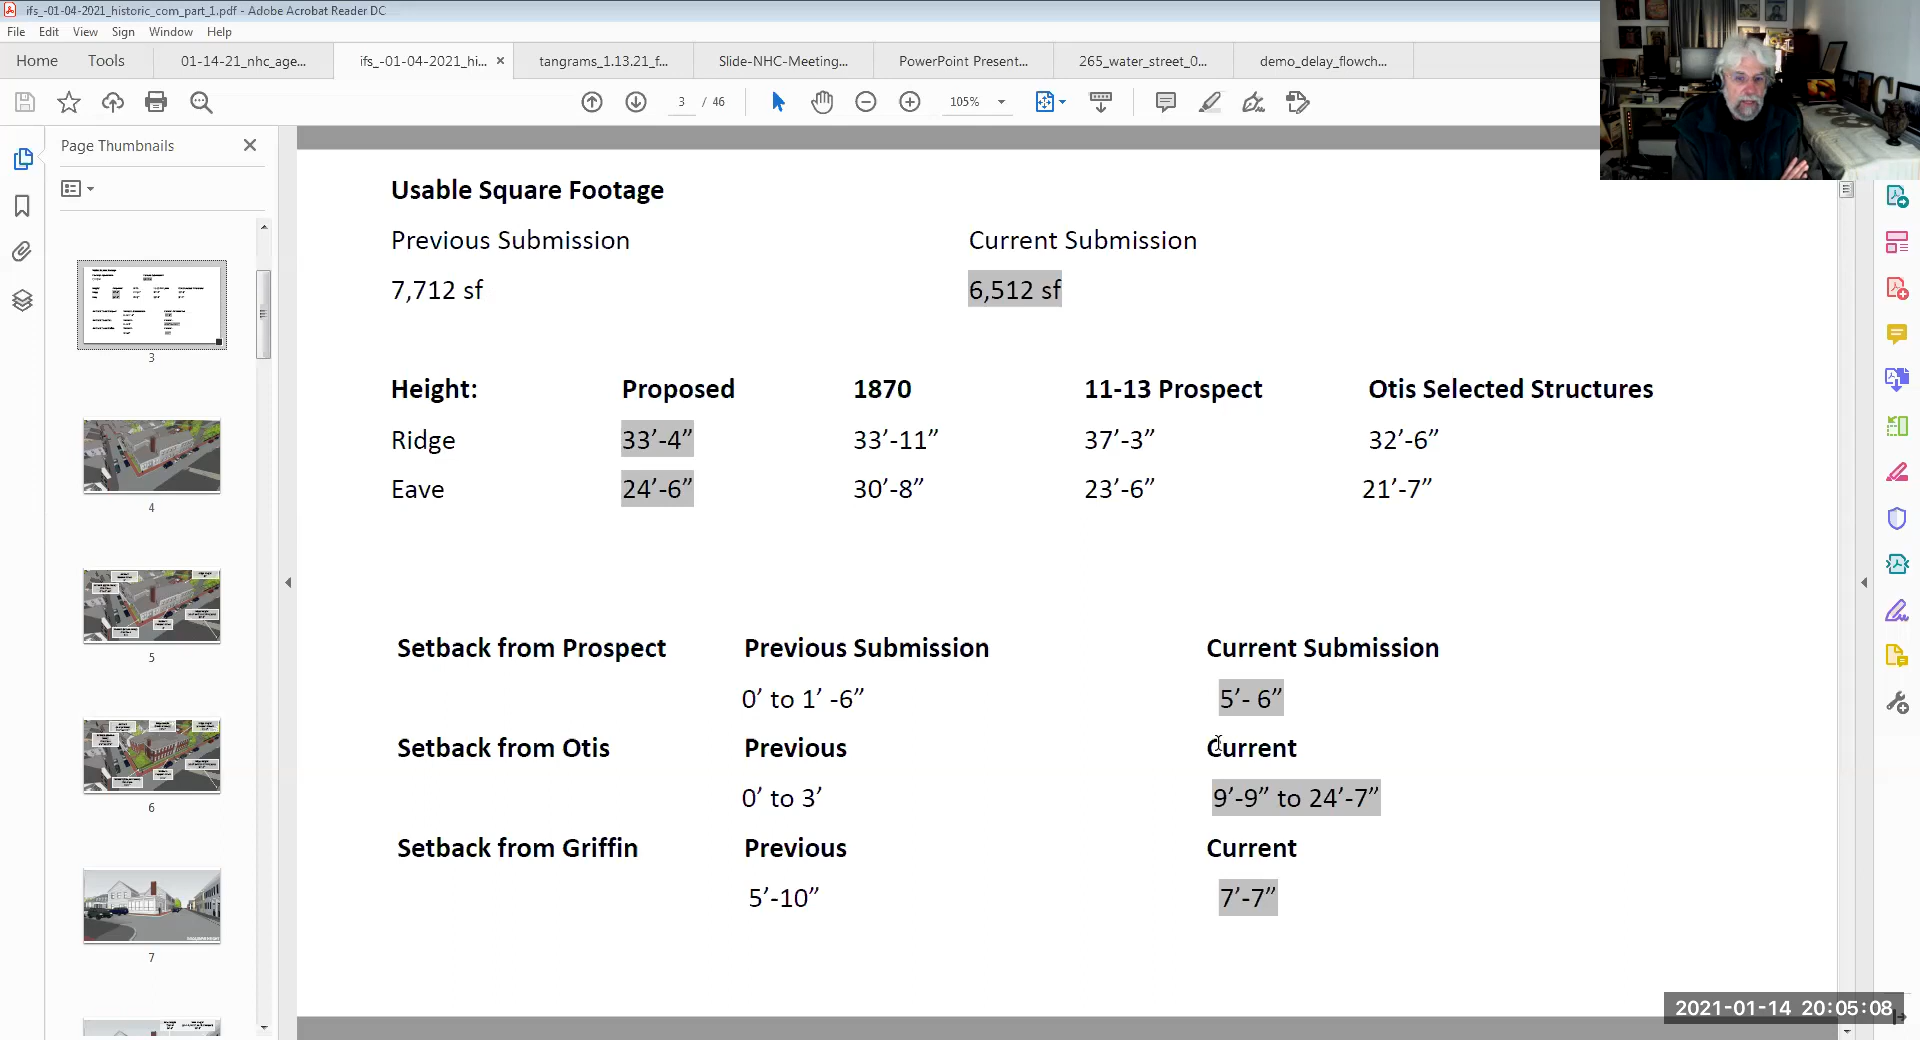 ifs_-01-04-2021_historic_com_part_1.pdf - Adobe Acrobat Reader DC
File Edit View Sign Window Help
Home Tools 01-14-21_nhc_age... ifs_-01-04-2021_hi... × tangrams_1.13.21_f... Slide-NHC-Meeting... PowerPoint Present... 265_water_street_0... demo_delay_flowch...
3 / 46 105%
Page Thumbnails
Usable Square Footage
Previous Submission Current Submission
7,712 sf 6,512 sf
Height: Proposed 1870 11-13 Prospect Otis Selected Structures
Ridge 33’-4” 33’-11” 37’-3” 32’-6”
Eave 24’-6” 30’-8” 23’-6” 21’-7”
Setback from Prospect Previous Submission Current Submission
0’ to 1’ -6” 5’- 6”
Setback from Otis Previous Current
0’ to 3’ 9’-9” to 24’-7”
Setback from Griffin Previous Current
5’-10” 7’-7”
3
4
5
6
7
2021-01-14 20:05:08